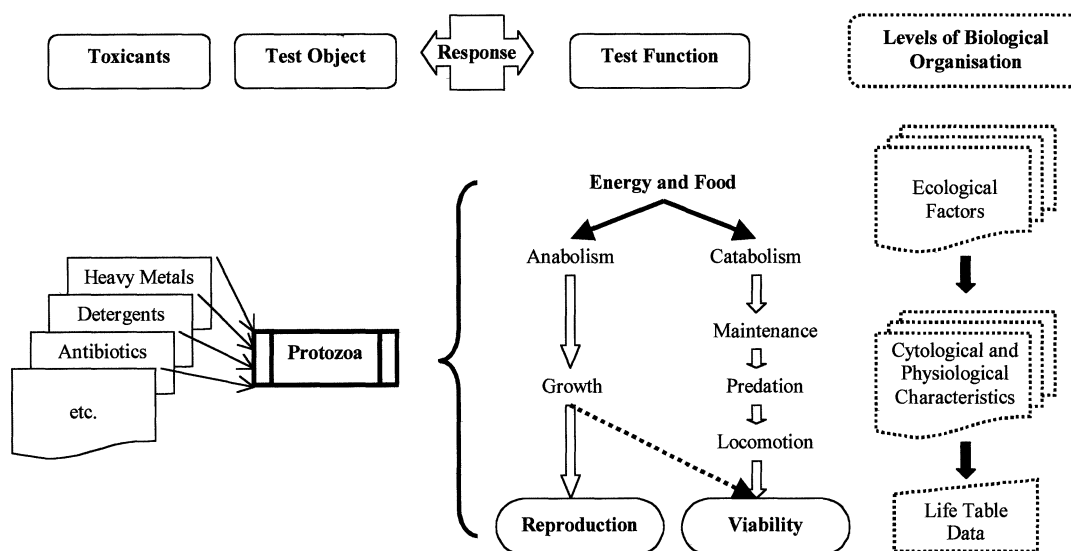 Toxicants
Test Object
Response
Test Function
Levels of Biological
Organisation
Energy and Food
Anabolism
Catabolism
Heavy Metals
Detergents
Antibiotics
etc.
Protozoa
Maintenance
Growth
Predation
Locomotion
Reproduction
Viability
Ecological
Factors
Cytological and
Physiological
Characteristics
Life Table
Data